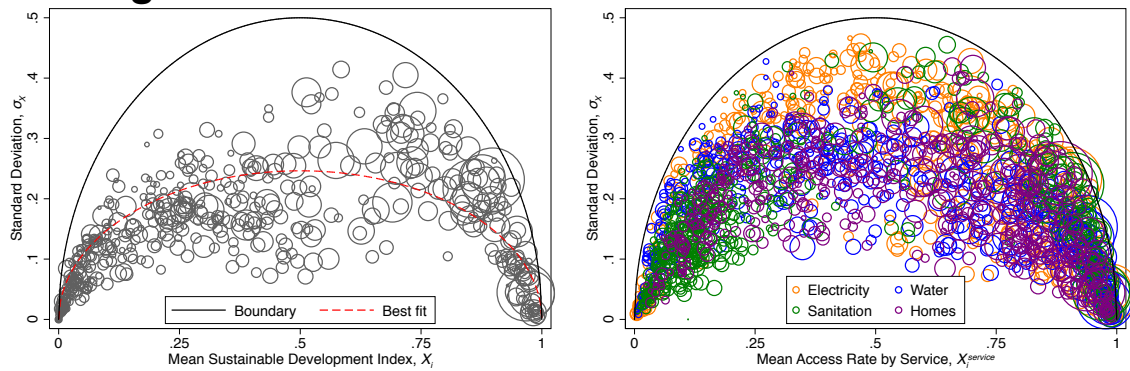 .5
.4
.3
.2
.1
0
Standard Deviation, σx
Boundary
Best fit
0
.25
.5
.75
1
Mean Sustainable Development Index, Xi
.5
.4
.3
.2
.1
0
Standard Deviation, σx
Electricity
Water
Sanitation
Homes
0
.25
.5
.75
1
Mean Access Rate by Service, Xi^service